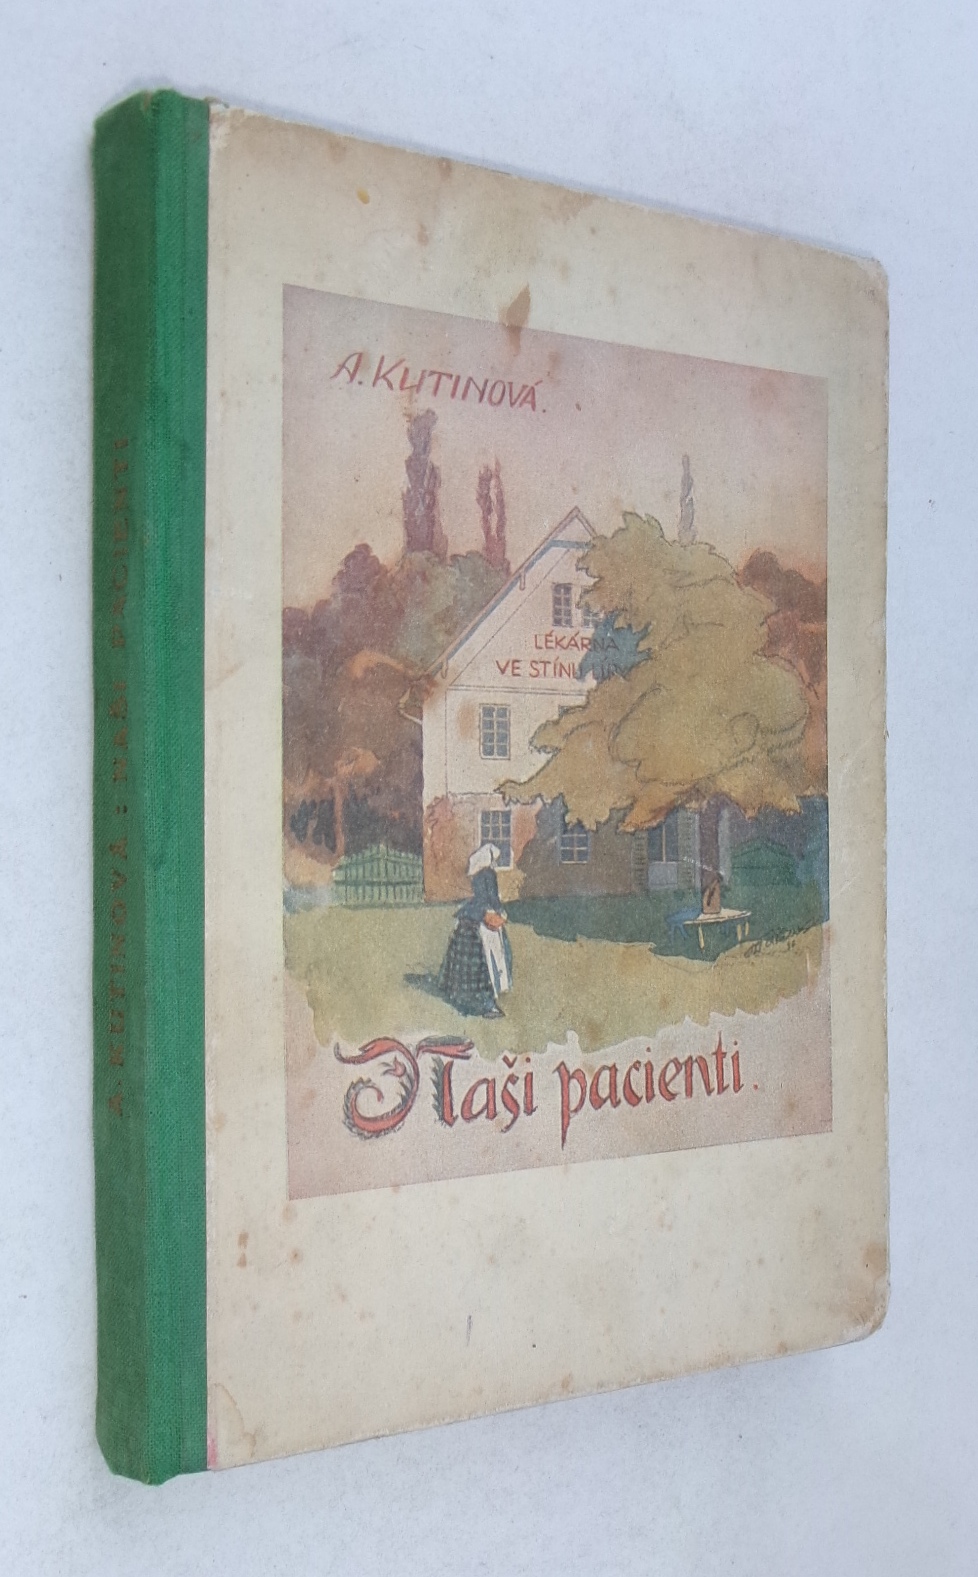 A. KUTINOVÁ : NAŠI PACIENTI
A. KUTINOVÁ.
LÉKÁRNA
VE STÍNU
Naši pacienti.